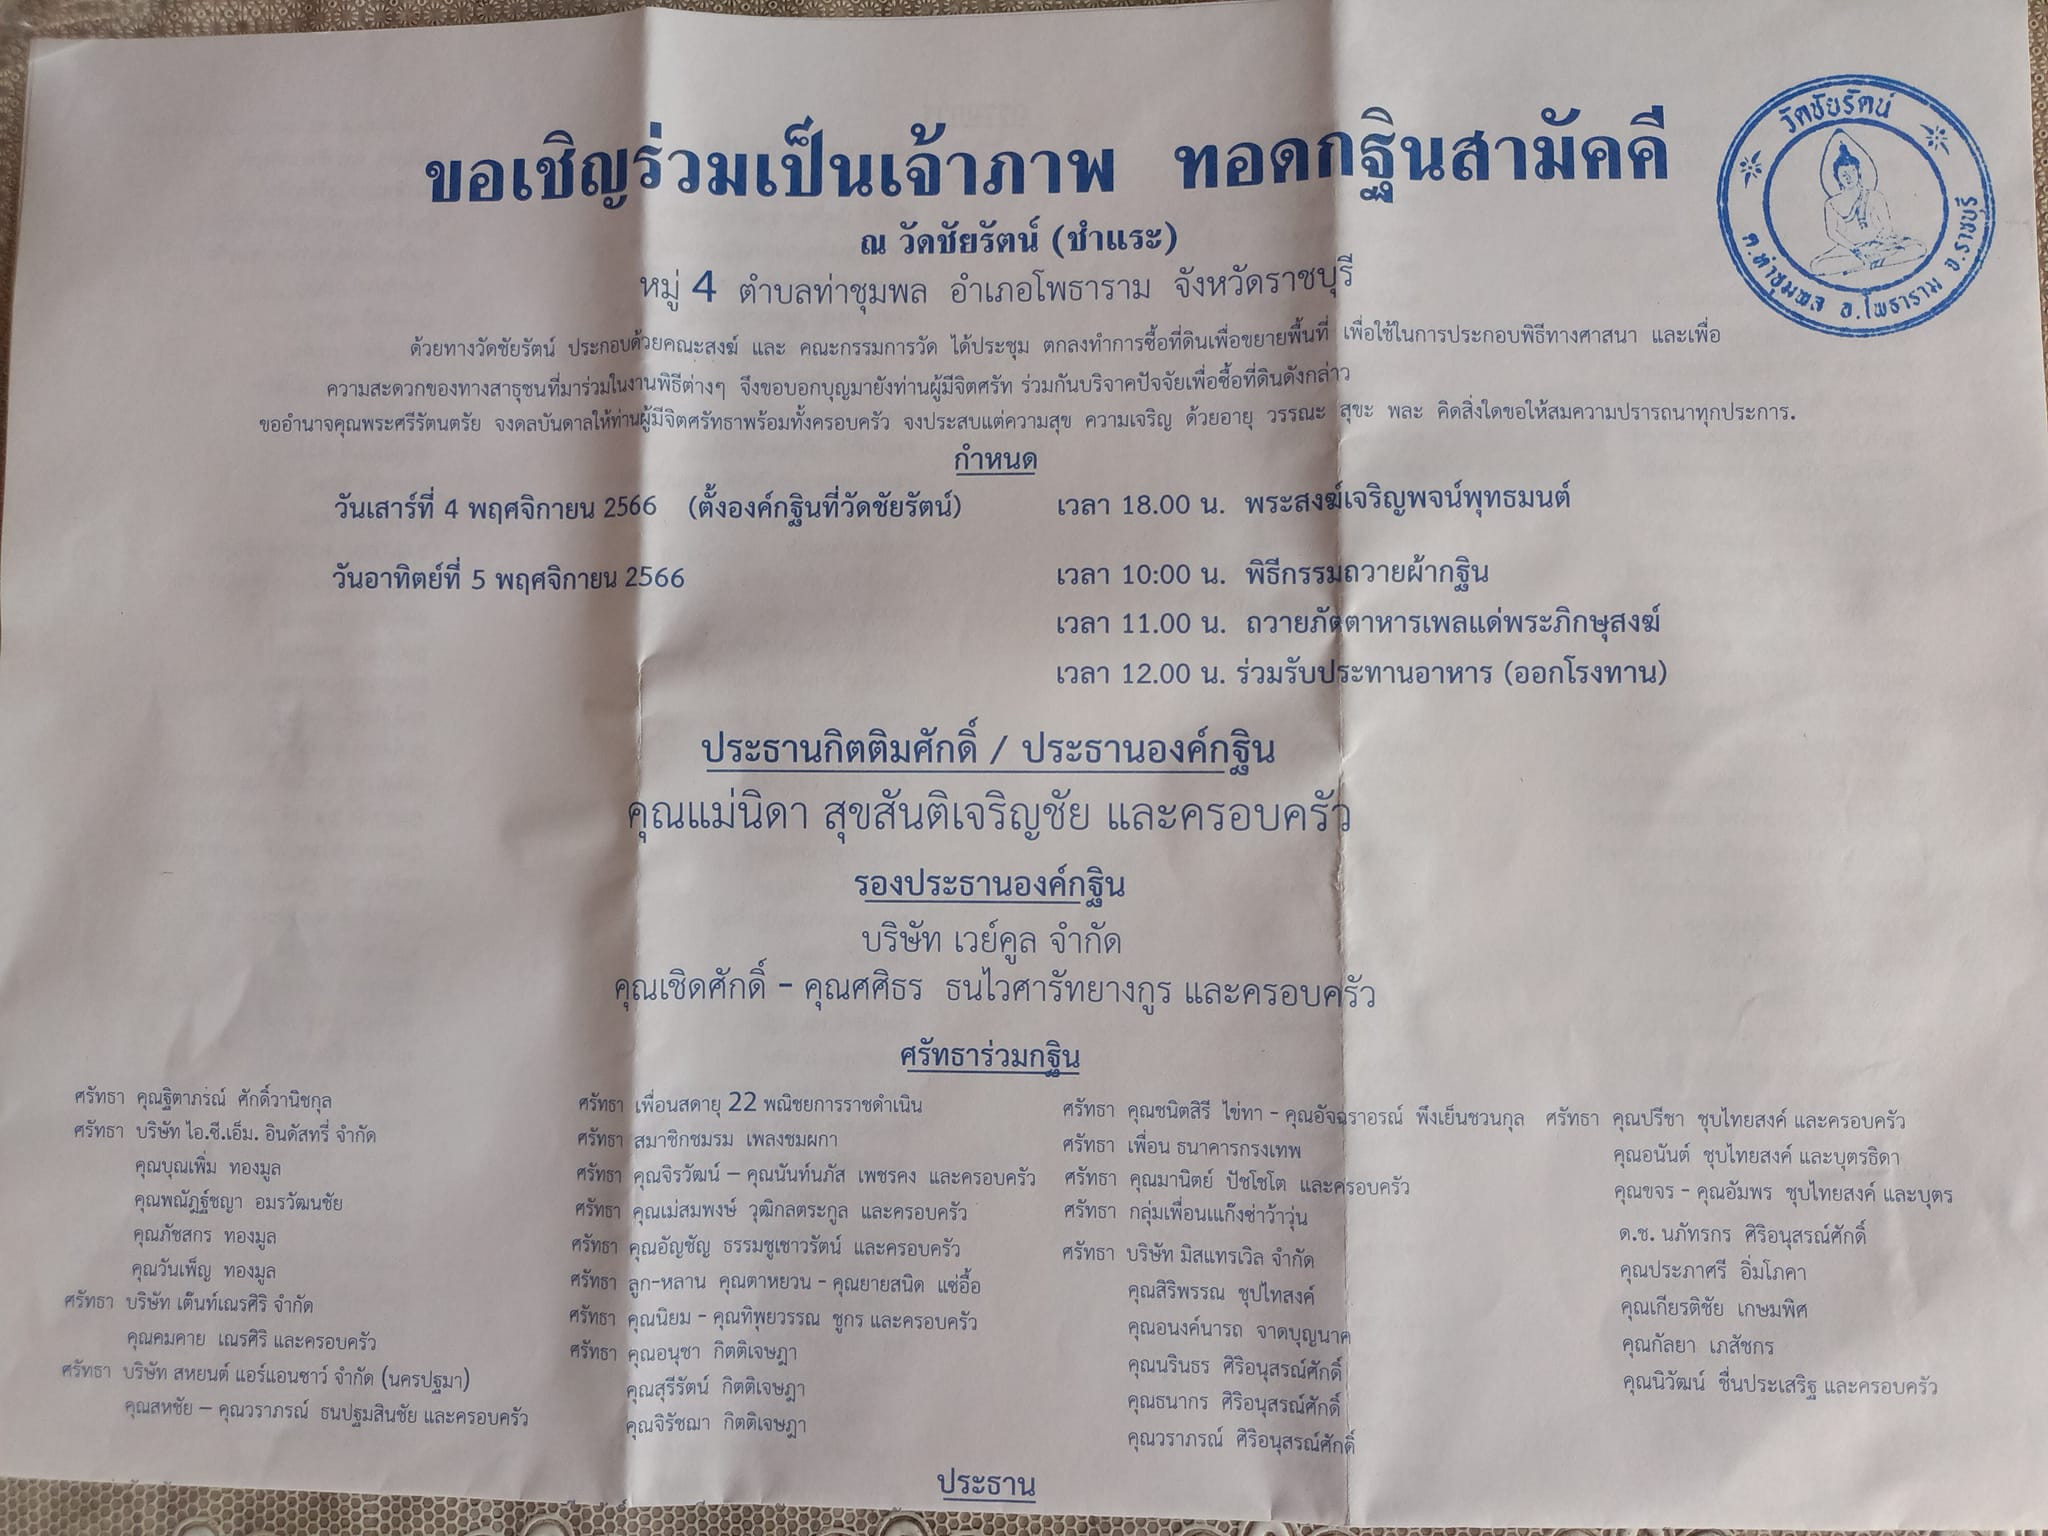 ขอเชิญร่วมเป็นเจ้าภาพ ทอดกฐินสามัคคี
วัดชัยรัตน์
ต.ท่าชุมพล อ.โพธาราม จ.ราชบุรี
ณ วัดชัยรัตน์ (ชำแระ)
หมู่ 4 ตำบลท่าชุมพล อำเภอโพธาราม จังหวัดราชบุรี
ด้วยทางวัดชัยรัตน์ ประกอบด้วยคณะสงฆ์ และ คณะกรรมการวัด ได้ประชุม ตกลงทำการซื้อที่ดินเพื่อขยายพื้นที่ เพื่อใช้ในการประกอบพิธีทางศาสนา และเพื่อ
ความสะดวกของทางสาธุชนที่มาร่วมในงานพิธีต่างๆ จึงขอบอกบุญมายังท่านผู้มีจิตศรัท ร่วมกันบริจาคปัจจัยเพื่อซื้อที่ดินดังกล่าว
ขออำนาจคุณพระศรีรัตนตรัย จงดลบันดาลให้ท่านผู้มีจิตศรัทธาพร้อมทั้งครอบครัว จงประสบแต่ความสุข ความเจริญ ด้วยอายุ วรรณะ สุขะ พละ คิดสิ่งใดขอให้สมความปรารถนาทุกประการ.
กำหนด
วันเสาร์ที่ 4 พฤศจิกายน 2566 (ตั้งองค์กฐินที่วัดชัยรัตน์) เวลา 18.00 น. พระสงฆ์เจริญพจน์พุทธมนต์
วันอาทิตย์ที่ 5 พฤศจิกายน 2566 เวลา 10:00 น. พิธีกรรมถวายผ้ากฐิน
เวลา 11.00 น. ถวายภัตตาหารเพลแด่พระภิกษุสงฆ์
เวลา 12.00 น. ร่วมรับประทานอาหาร (ออกโรงทาน)
ประธานกิตติมศักดิ์ / ประธานองค์กฐิน
คุณแม่นิดา สุขสันติเจริญชัย และครอบครัว
รองประธานองค์กฐิน
บริษัท เวย์คูล จำกัด
คุณเชิดศักดิ์ - คุณศศิธร ธนไวศารัทยางกูร และครอบครัว
ศรัทธาร่วมกฐิน
ศรัทธา คุณฐิตาภรณ์ ศักดิ์วานิชกุล
ศรัทธา บริษัท ไอ.ซี.เอ็ม. อินดัสทรี่ จำกัด
คุณบุญเพิ่ม ทองมูล
คุณพณัฏฐ์ชญา อมรวัฒนชัย
คุณภัชสกร ทองมูล
คุณวันเพ็ญ ทองมูล
ศรัทธา บริษัท เต๊นท์เณรศิริ จำกัด
คุณคมคาย เณรศิริ และครอบครัว
ศรัทธา บริษัท สหยนต์ แอร์แอนซาว์ จำกัด (นครปฐมา)
คุณสหชัย – คุณวราภรณ์ ธนปฐมสินชัย และครอบครัว
ศรัทธา เพื่อนสดายุ 22 พณิชยการราชดำเนิน
ศรัทธา สมาชิกชมรม เพลงชมผกา
ศรัทธา คุณจิรวัฒน์ – คุณนันท์นภัส เพชรคง และครอบครัว
ศรัทธา คุณเม่สมพงษ์ วุฒิกลตระกูล และครอบครัว
ศรัทธา คุณอัญชัญ ธรรมชูเชาวรัตน์ และครอบครัว
ศรัทธา ลูก-หลาน คุณตาหยวน - คุณยายสนิด แซ่อื้อ
ศรัทธา คุณนิยม - คุณทิพุยวรรณ ชูกร และครอบครัว
ศรัทธา คุณอนุชา กิตติเจษฎา
คุณสุรีรัตน์ กิตติเจษฎา
คุณจิรัชฌา กิตติเจษฎา
ศรัทธา คุณชนิตสิรี ไข่ทา - คุณอัจฉราอรณ์ พึงเย็นชวนกุล
ศรัทธา เพื่อน ธนาคารกรุงเทพ
ศรัทธา คุณมานิตย์ ปัชโชโต และครอบครัว
ศรัทธา กลุ่มเพื่อนแก๊งซ่าว้าวุ่น
ศรัทธา บริษัท มิสแทรเวิล จำกัด
คุณสิริพรรณ ชุปไทสงค์
คุณอนงค์นารถ จาดบุญนาค
คุณนรินธร ศิริอนุสรณ์ศักดิ์
คุณธนากร ศิริอนุสรณ์ศักดิ์
คุณวราภรณ์ ศิริอนุสรณ์ศักดิ์
ศรัทธา คุณปรีชา ชุบไทยสงค์ และครอบครัว
คุณอนันต์ ชุบไทยสงค์ และบุตรธิดา
คุณขจร - คุณอัมพร ชุบไทยสงค์ และบุตร
ด.ช. นภัทรกร ศิริอนุสรณ์ศักดิ์
คุณประภาศรี อิ่มโภคา
คุณเกียรติชัย เกษมพิศ
คุณกัลยา เภสัชกร
คุณนิวัฒน์ ชื่นประเสริฐ และครอบครัว
ประธาน